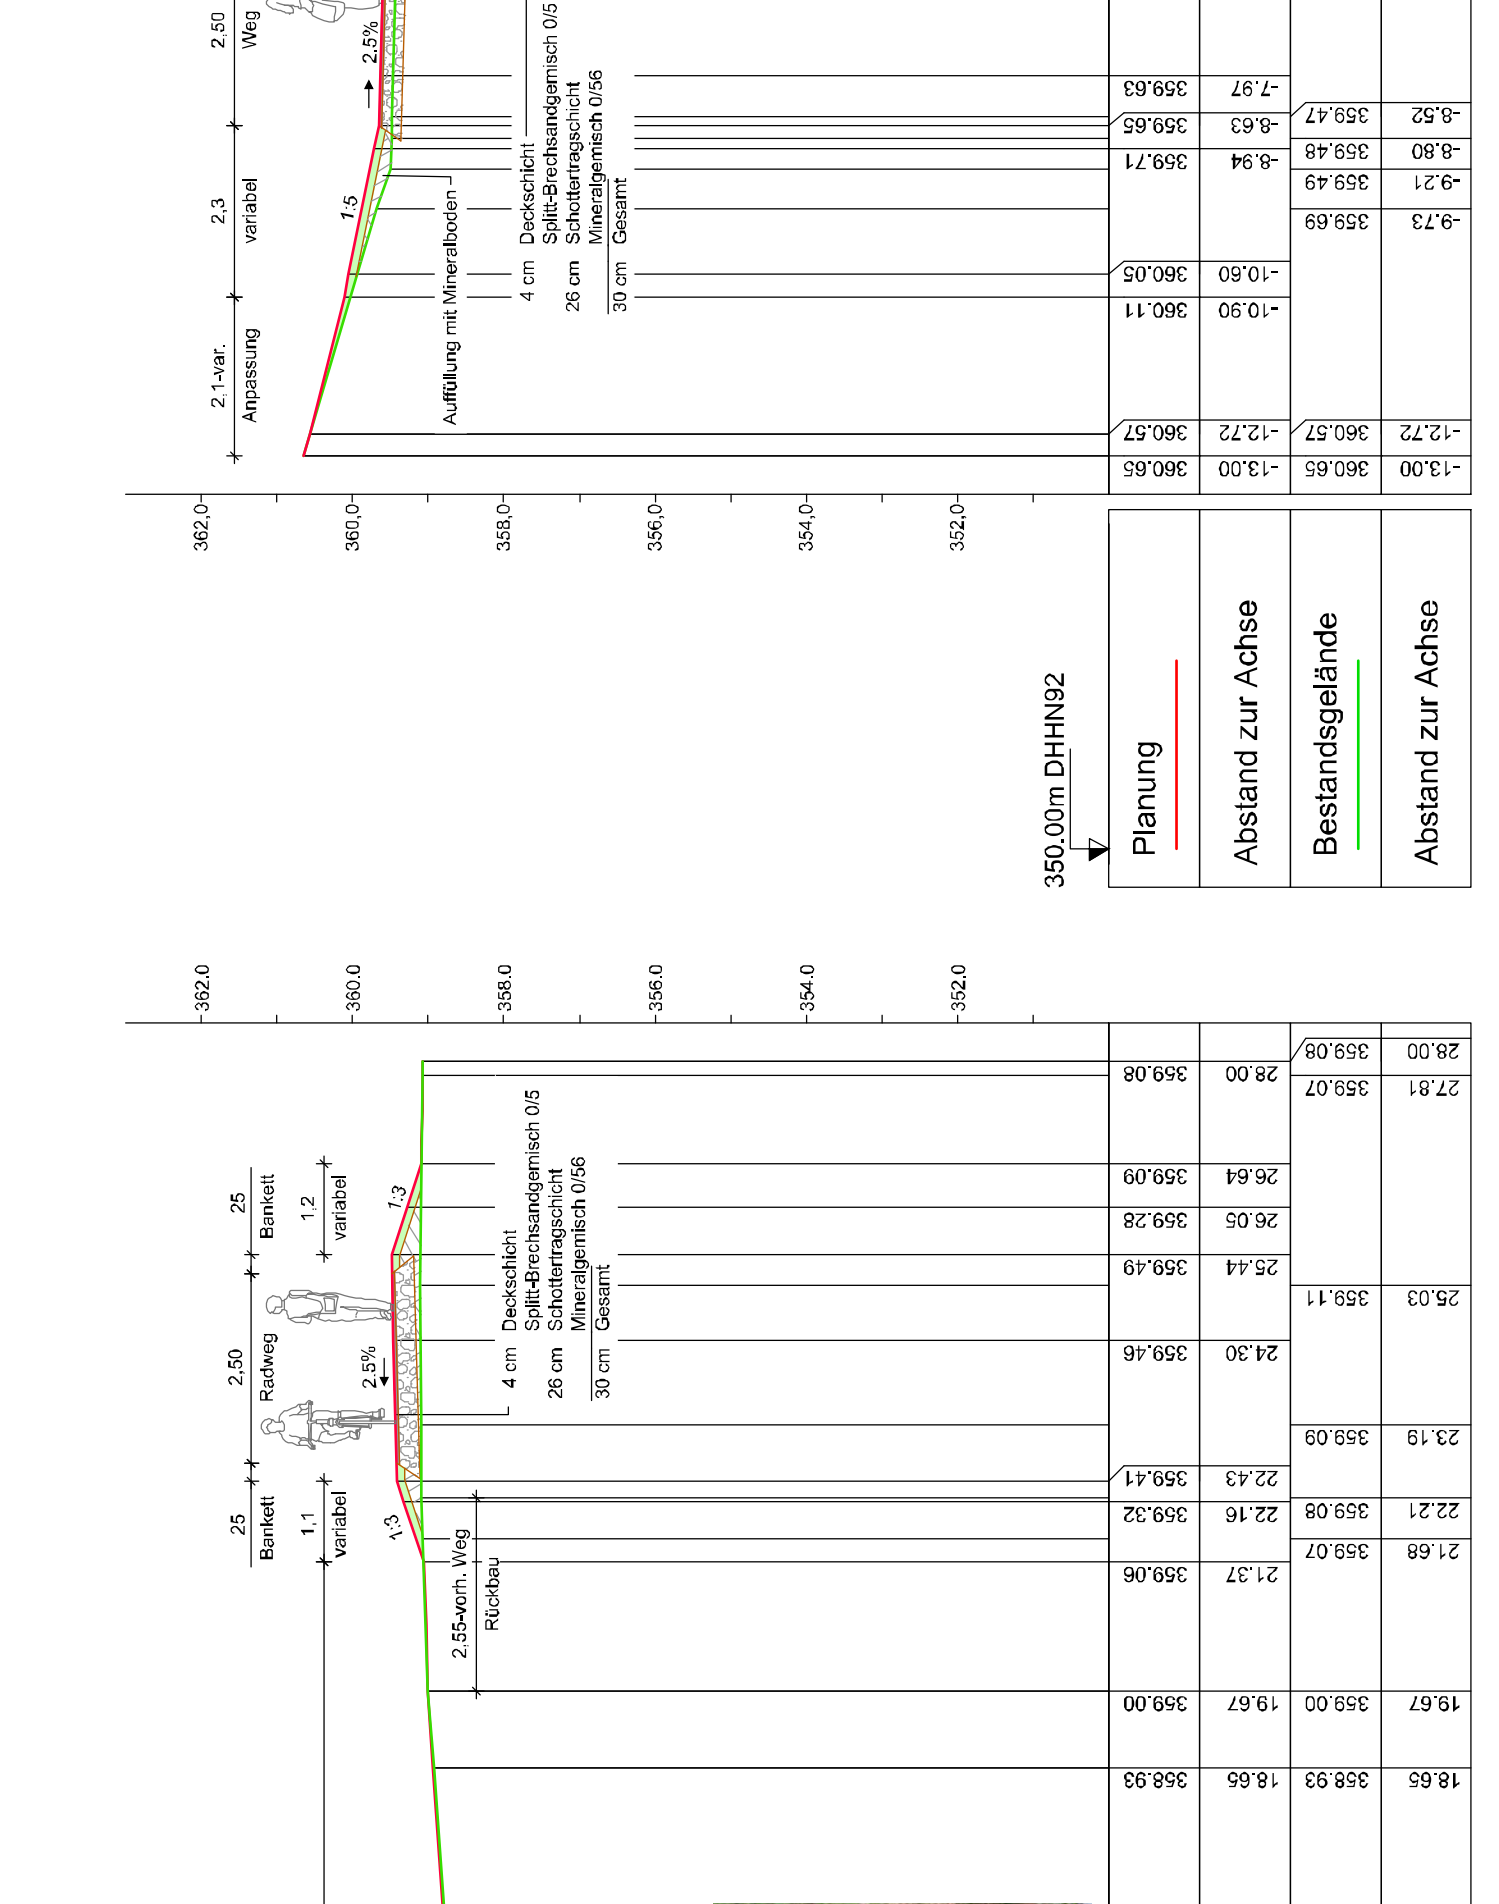 2,50
Weg
2.5%
2,3
variabel
1:5
2,1-var.
Anpassung
Auffüllung mit Mineralboden
4 cm Deckschicht
Splitt-Brechsandgemisch 0/5
26 cm Schottertragschicht
Mineralgemisch 0/56
30 cm Gesamt
359.63 -7.97
359.65 -8.63
359.71 -8.94
360.05 -10.60
360.11 -10.90
360.57 -12.72
360.65 -13.00
359.47 -8.52
359.48 -8.80
359.49 -9.21
359.69 -9.73
360.57 -12.72
360.65 -13.00
362,0
360,0
358,0
356,0
354,0
352,0
350.00m DHHN92
Planung
Abstand zur Achse
Bestandsgelände
Abstand zur Achse
362.0
360.0
358.0
356.0
354.0
352.0
25
Bankett
2,50
Radweg
25
Bankett
1,1
variabel
1,2
variabel
1:3
2.5%
1:3
4 cm Deckschicht
Splitt-Brechsandgemisch 0/5
26 cm Schottertragschicht
Mineralgemisch 0/56
30 cm Gesamt
2,55-vorh. Weg
Rückbau
359.08 28.00
359.09 26.64
359.28 26.05
359.49 25.44
359.46 24.30
359.41 22.43
359.32 22.16
359.06 21.37
359.00 19.67
358.93 18.65
359.08 28.00
359.07 27.81
359.11 25.03
359.09 23.19
359.08 22.21
359.07 21.68
359.00 19.67
358.93 18.65